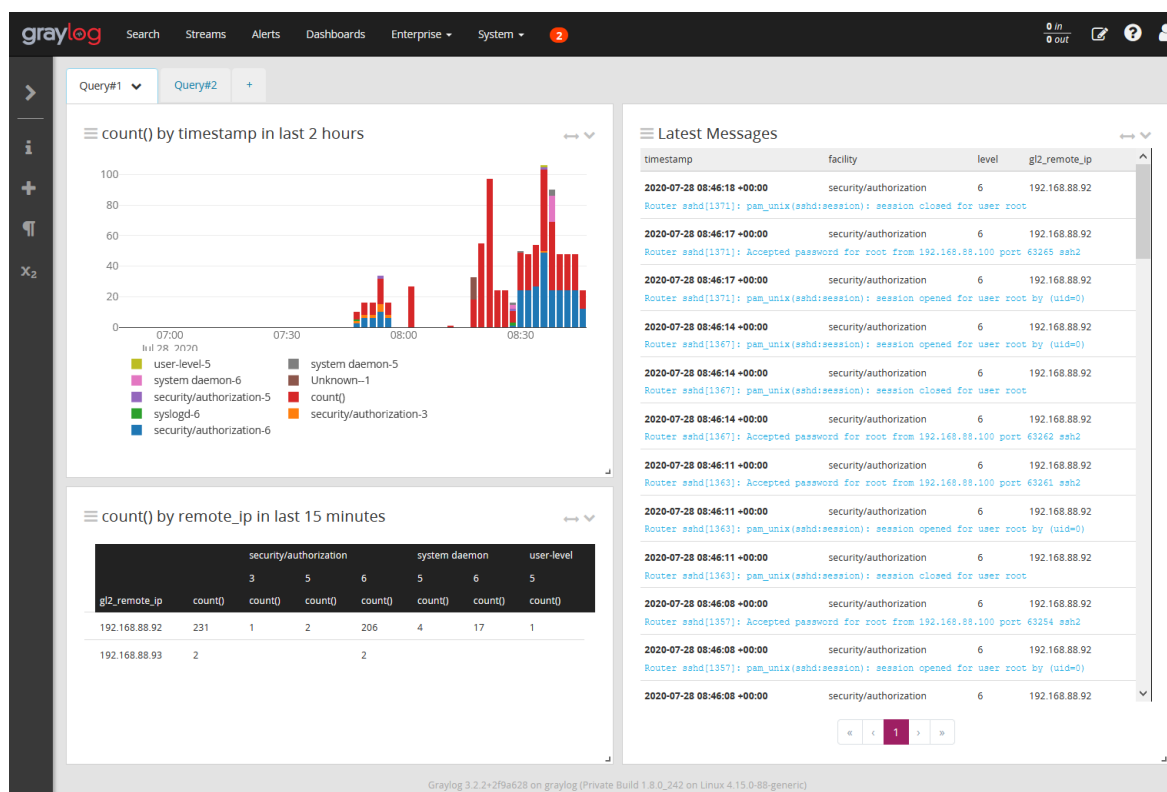 graylog Search Streams Alerts Dashboards Enterprise System 2 0 in
0 out
Query#1 Query#2 +
count() by timestamp in last 2 hours
100
80
60
40
20
0
07:00 07:30 08:00 08:30
Jul 28, 2020
user-level-5 system daemon-5
system daemon-6 Unknown--1
security/authorization-5 count()
syslogd-6 security/authorization-3
security/authorization-6
count() by remote_ip in last 15 minutes
security/authorization system daemon user-level
3 5 6 5 6 5
gl2_remote_ip count() count() count() count() count() count() count()
192.168.88.92 231 1 2 206 4 17 1
192.168.88.93 2 2
Latest Messages
timestamp facility level gl2_remote_ip
2020-07-28 08:46:18 +00:00 security/authorization 6 192.168.88.92
Router sshd[1371]: pam_unix(sshd:session): session closed for user root
2020-07-28 08:46:17 +00:00 security/authorization 6 192.168.88.92
Router sshd[1371]: Accepted password for root from 192.168.88.100 port 63265 ssh2
2020-07-28 08:46:17 +00:00 security/authorization 6 192.168.88.92
Router sshd[1371]: pam_unix(sshd:session): session opened for user root by (uid=0)
2020-07-28 08:46:14 +00:00 security/authorization 6 192.168.88.92
Router sshd[1367]: pam_unix(sshd:session): session opened for user root by (uid=0)
2020-07-28 08:46:14 +00:00 security/authorization 6 192.168.88.92
Router sshd[1367]: pam_unix(sshd:session): session closed for user root
2020-07-28 08:46:14 +00:00 security/authorization 6 192.168.88.92
Router sshd[1367]: Accepted password for root from 192.168.88.100 port 63262 ssh2
2020-07-28 08:46:11 +00:00 security/authorization 6 192.168.88.92
Router sshd[1363]: Accepted password for root from 192.168.88.100 port 63261 ssh2
2020-07-28 08:46:11 +00:00 security/authorization 6 192.168.88.92
Router sshd[1363]: pam_unix(sshd:session): session opened for user root by (uid=0)
2020-07-28 08:46:11 +00:00 security/authorization 6 192.168.88.92
Router sshd[1363]: pam_unix(sshd:session): session closed for user root
2020-07-28 08:46:08 +00:00 security/authorization 6 192.168.88.92
Router sshd[1357]: Accepted password for root from 192.168.88.100 port 63254 ssh2
2020-07-28 08:46:08 +00:00 security/authorization 6 192.168.88.92
Router sshd[1357]: pam_unix(sshd:session): session opened for user root by (uid=0)
2020-07-28 08:46:08 +00:00 security/authorization 6 192.168.88.92
« ‹ 1 › »
Graylog 3.2.2+2f9a628 on graylog (Private Build 1.8.0_242 on Linux 4.15.0-88-generic)